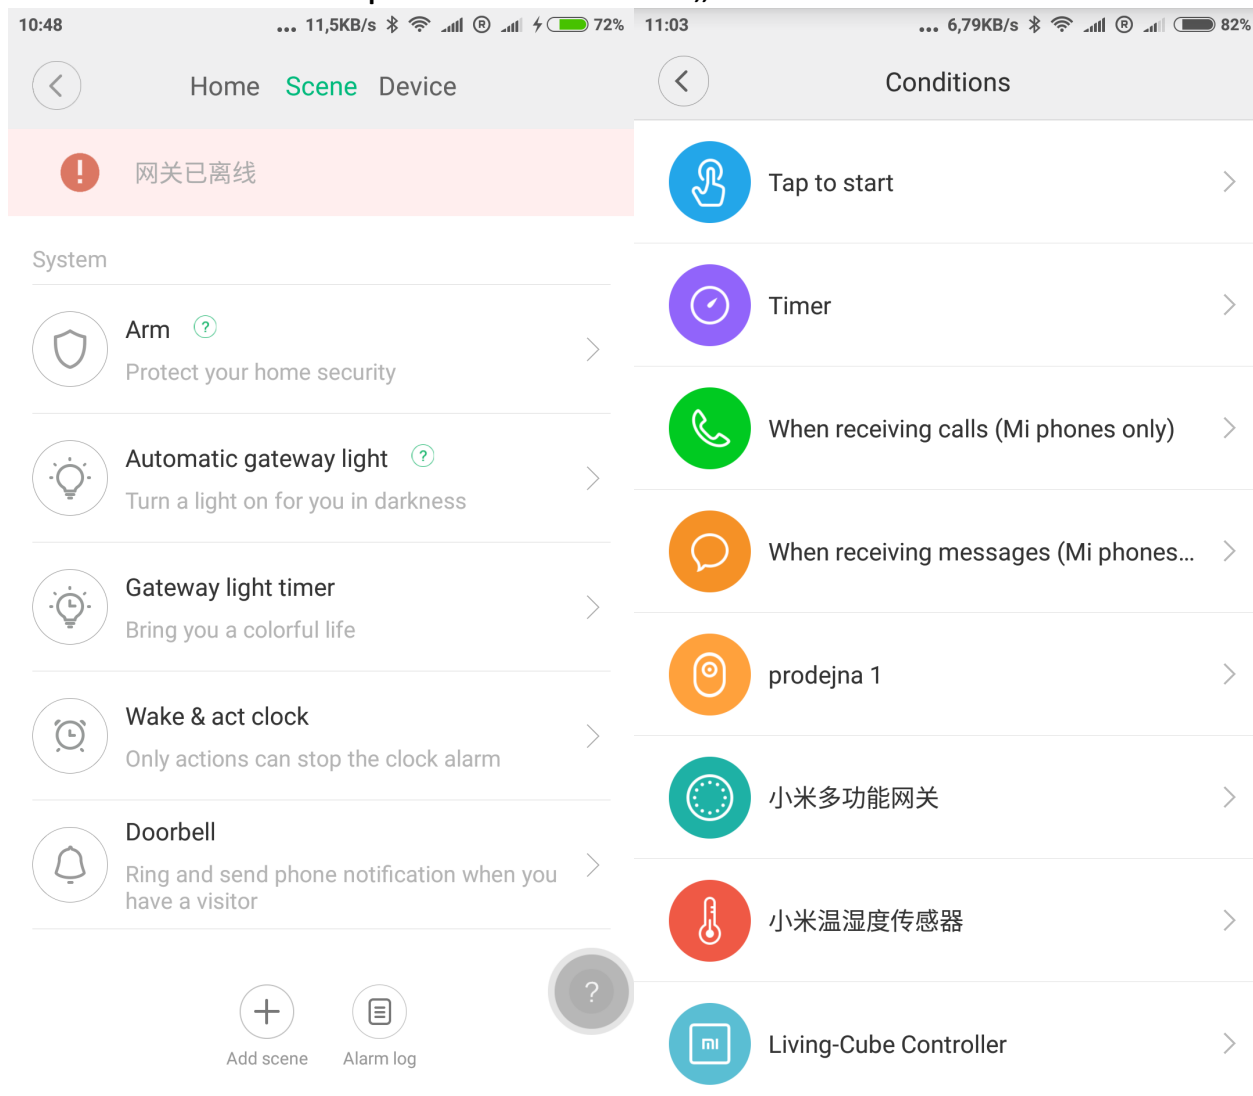 10:48
... 11,5KB/s ® 72%
Home Scene Device
网关已离线
System
Arm ?
Protect your home security
Automatic gateway light ?
Turn a light on for you in darkness
Gateway light timer
Bring you a colorful life
Wake & act clock
Only actions can stop the clock alarm
Doorbell
Ring and send phone notification when you
have a visitor
?
Add scene Alarm log
11:03
... 6,79KB/s ® 82%
Conditions
Tap to start
Timer
When receiving calls (Mi phones only)
When receiving messages (Mi phones...
prodejna 1
小米多功能网关
小米温湿度传感器
mi
Living-Cube Controller